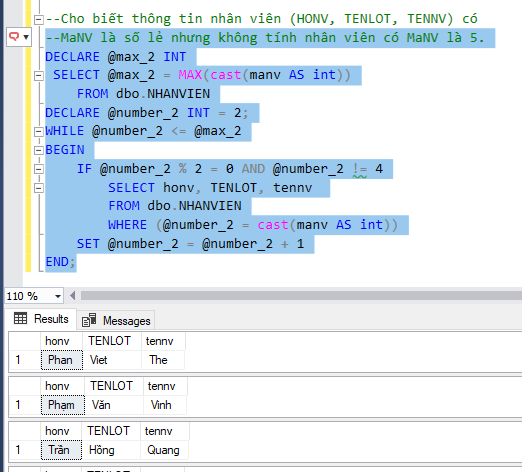 --Cho biết thông tin nhân viên (HONV, TENLOT, TENNV) có
--MaNV là số lẻ nhưng không tính nhân viên có MaNV là 5.
DECLARE @max_2 INT
SELECT @max_2 = MAX(cast(manv AS int))
FROM dbo.NHANVIEN
DECLARE @number_2 INT = 2;
WHILE @number_2 <= @max_2
BEGIN
IF @number_2 % 2 = 0 AND @number_2 != 4
SELECT honv, TENLOT, tennv
FROM dbo.NHANVIEN
WHERE (@number_2 = cast(manv AS int))
SET @number_2 = @number_2 + 1
END;
110 %
Results Messages
honv TENLOT tennv
1 Phan Viet The
honv TENLOT tennv
1 Phạm Văn Vinh
honv TENLOT tennv
1 Trần Hồng Quang